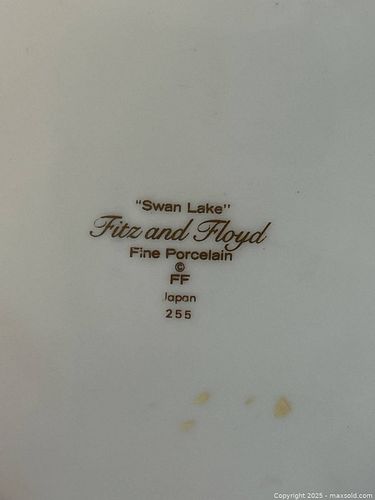 "Swan Lake"
Fitz and Floyd
Fine Porcelain
©
FF
Japan
255
Copyright 2025 - maxsold.com